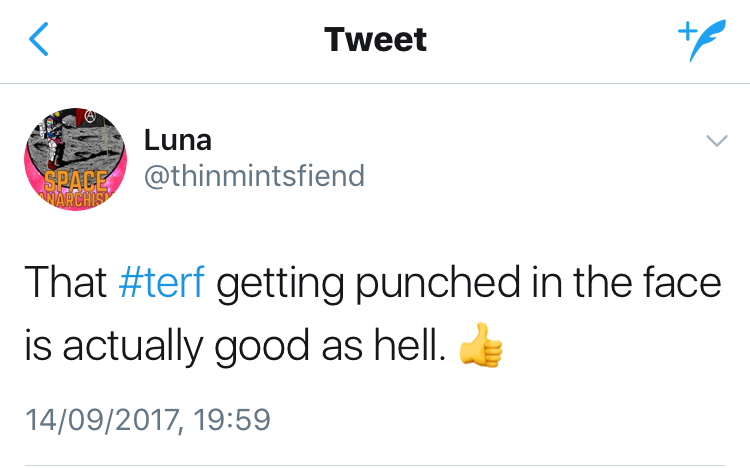 Tweet
Luna
@thinmintsfiend
SPACE
ANARCHISM
That #terf getting punched in the face
is actually good as hell. 👍
14/09/2017, 19:59